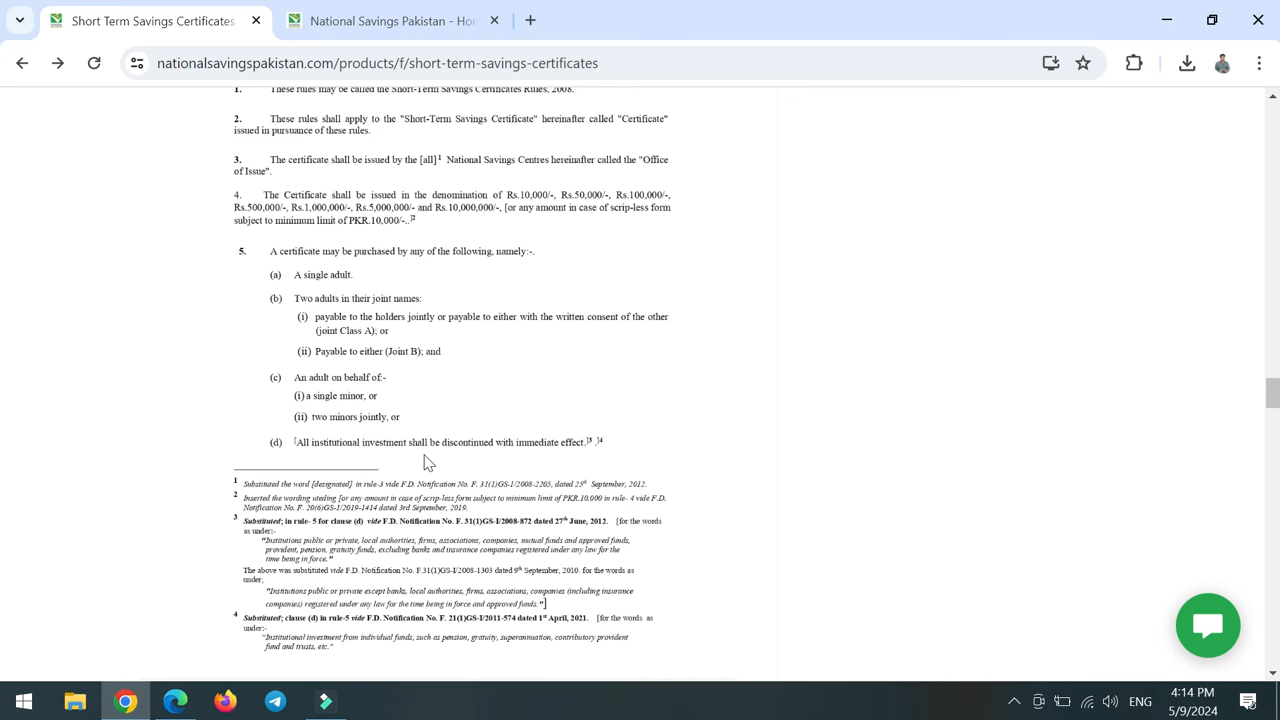 Short Term Savings Certificates
National Savings Pakistan - Hor
nationalsavingspakistan.com/products/f/short-term-savings-certificates
1. These rules may be called the Short-Term Savings Certificates Rules, 2008.
2. These rules shall apply to the "Short-Term Savings Certificate" hereinafter called "Certificate"
issued in pursuance of these rules.
3. The certificate shall be issued by the [all]1 National Savings Centres hereinafter called the "Office
of Issue".
4. The Certificate shall be issued in the denomination of Rs.10,000/-, Rs.50,000/-, Rs.100,000/-,
Rs.500,000/-, Rs.1,000,000/-, Rs.5,000,000/- and Rs.10,000,000/-, [or any amount in case of scrip-less form
subject to minimum limit of PKR.10,000/-..]2
5. A certificate may be purchased by any of the following, namely:-.
(a) A single adult.
(b) Two adults in their joint names:
(i) payable to the holders jointly or payable to either with the written consent of the other
(joint Class A); or
(ii) Payable to either (Joint B); and
(c) An adult on behalf of:-
(i) a single minor, or
(ii) two minors jointly, or
(d) [All institutional investment shall be discontinued with immediate effect.]3 .]4
1 Substituted the word [designated] in rule-3 vide F.D. Notification No. F. 31(1)GS-I/2008-2205, dated 25th September, 2012.
2 Inserted the wording uteding [or any amount in case of scrip-less form subject to minimum limit of PKR.10,000 in rule- 4 vide F.D.
Notification No. F. 20(6)GS-I/2019-1414 dated 3rd September, 2019.
3 Substituted; in rule- 5 for clause (d) vide F.D. Notification No. F. 31(1)GS-I/2008-872 dated 27th June, 2012. [for the words
as under:-
"Institutions public or private, local authorities, firms, associations, companies, mutual funds and approved funds,
provident, pension, gratuity funds, excluding banks and insurance companies registered under any law for the
time being in force."
The above was substituted vide F.D. Notification No. F.31(1)GS-I/2008-1303 dated 9th September, 2010. for the words as
under;
"Institutions public or private except banks, local authorities, firms, associations, companies (including insurance
companies) registered under any law for the time being in force and approved funds."]
4 Substituted; clause (d) in rule-5 vide F.D. Notification No. F. 21(1)GS-I/2011-574 dated 1st April, 2021. [for the words as
under:-
"Institutional investment from individual funds, such as pension, gratuity, superannuation, contributory provident
fund and trusts, etc."
ENG
4:14 PM
5/9/2024